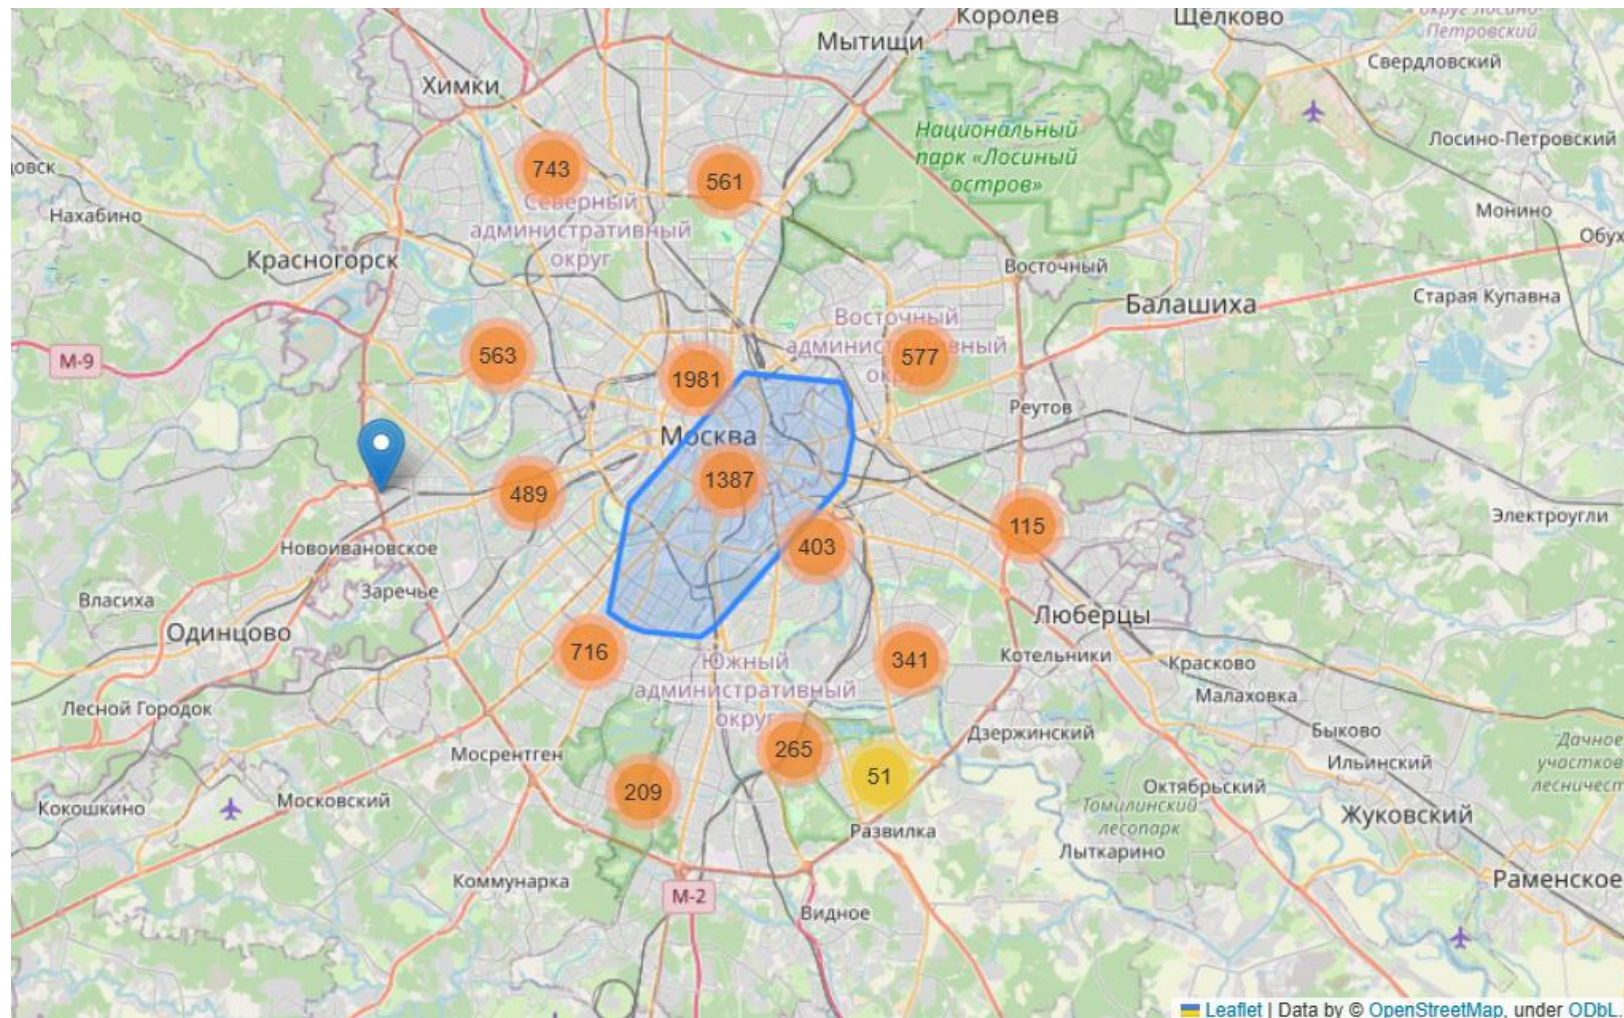 Королёв
Щёлково
Петровский
Мытищи
Свердловский
Химки
Национальный
парк «Лосиный
остров»
Лосино-Петровский
743
561
Северный
административный
округ
Нахабино
Монино
Красногорск
Восточный
Балашиха
Старая Купавна
Восточный
577
563
М-9
1981
Реутов
Москва
1387
489
115
Электроугли
403
Новоивановское
Заречье
Власиха
Одинцово
Люберцы
716
341
Котельники
Красково
Южный
административный
округ
Малаховка
Лесной Городок
Быково
Дзержинский
Дачное
265
Мосрентген
51
Ильинский
участков
209
Октябрьский
лесничест
Московский
Кокошкино
Томилинский
лесопарк
Жуковский
Развилка
Лыткарино
Коммунарка
Раменское
М-2
Видное
Leaflet | Data by © OpenStreetMap, under ODbL.